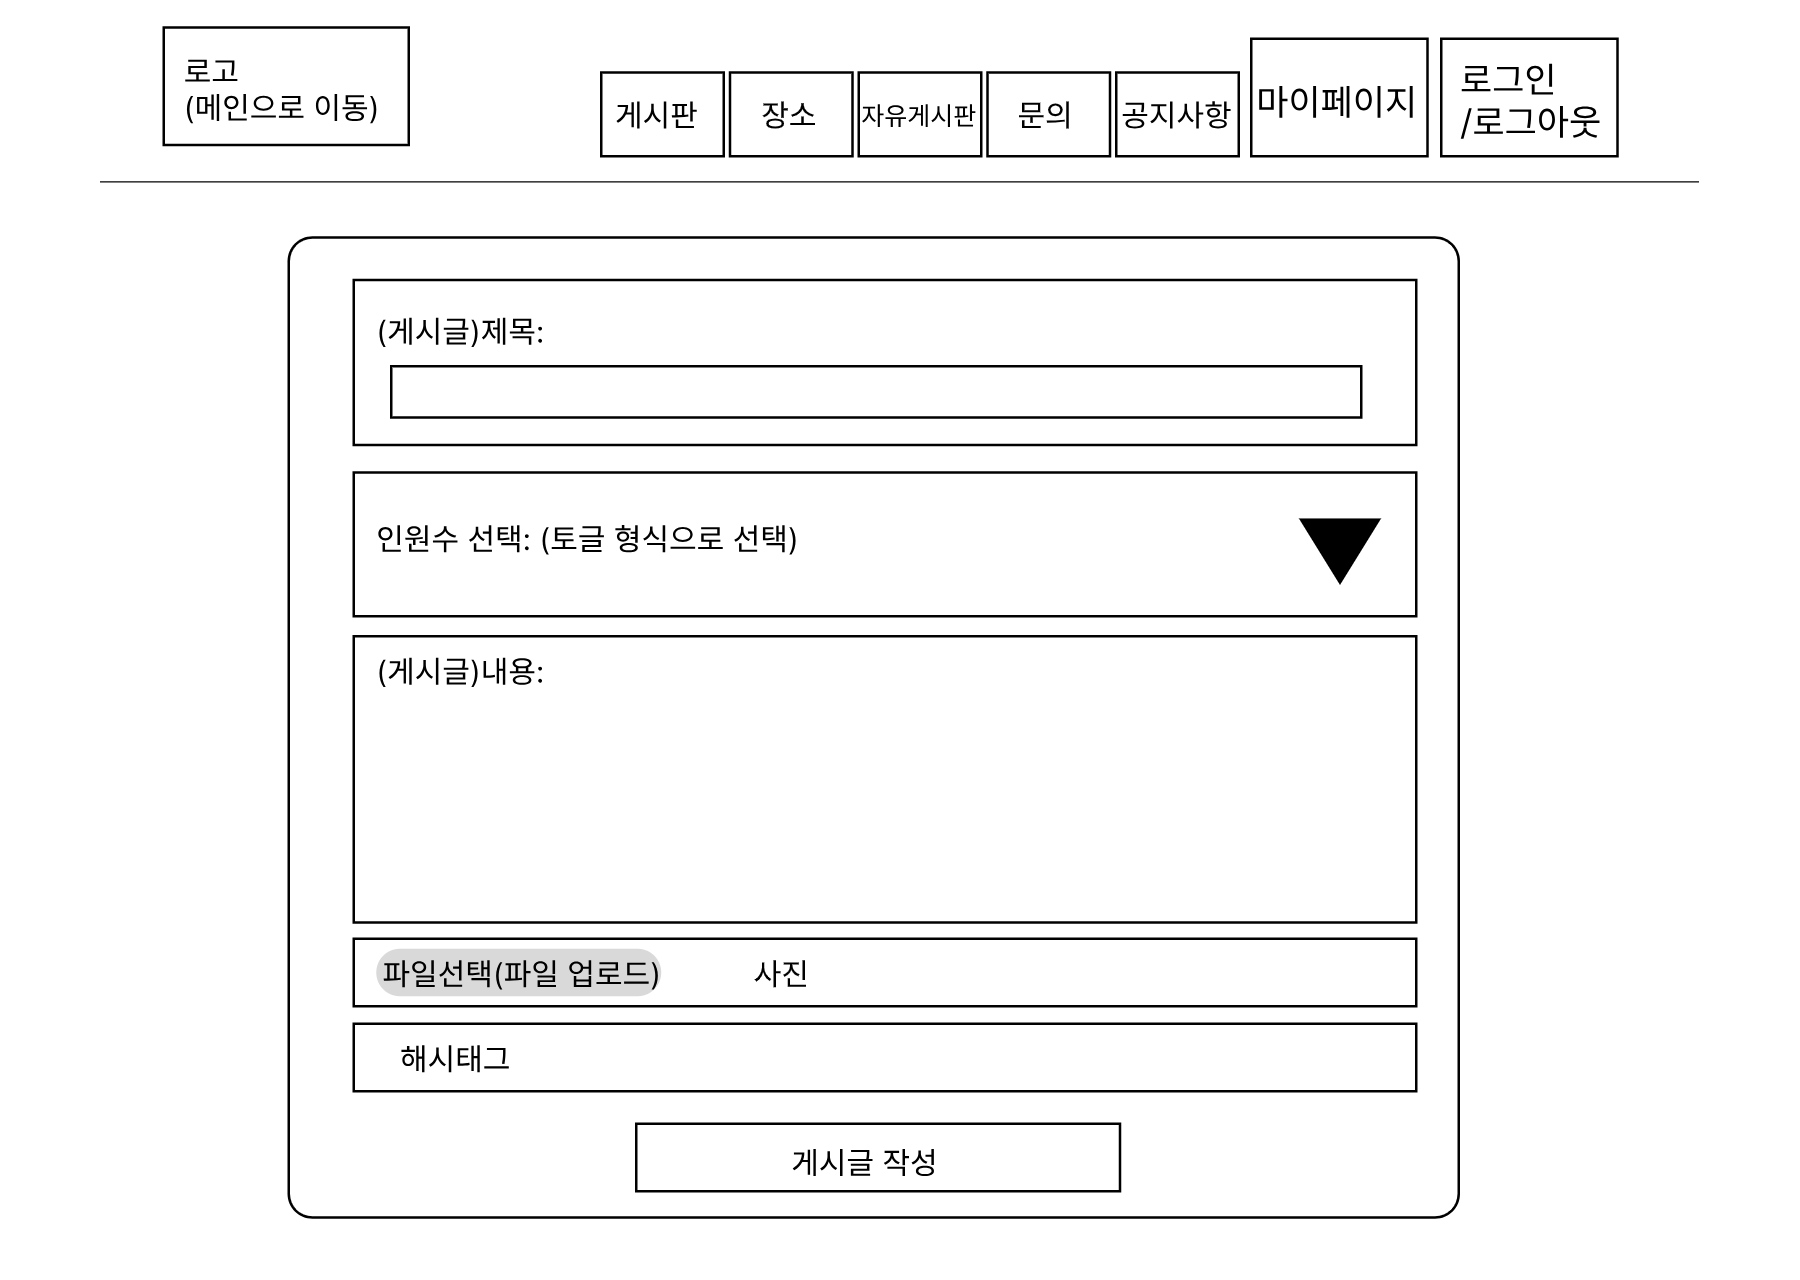 로고
(메인으로 이동)
게시판
장소
자유게시판
문의
공지사항
마이페이지
로그인
/로그아웃
(게시글)제목:
인원수 선택: (토글 형식으로 선택)
(게시글)내용:
파일선택(파일 업로드)
사진
해시태그
게시글 작성